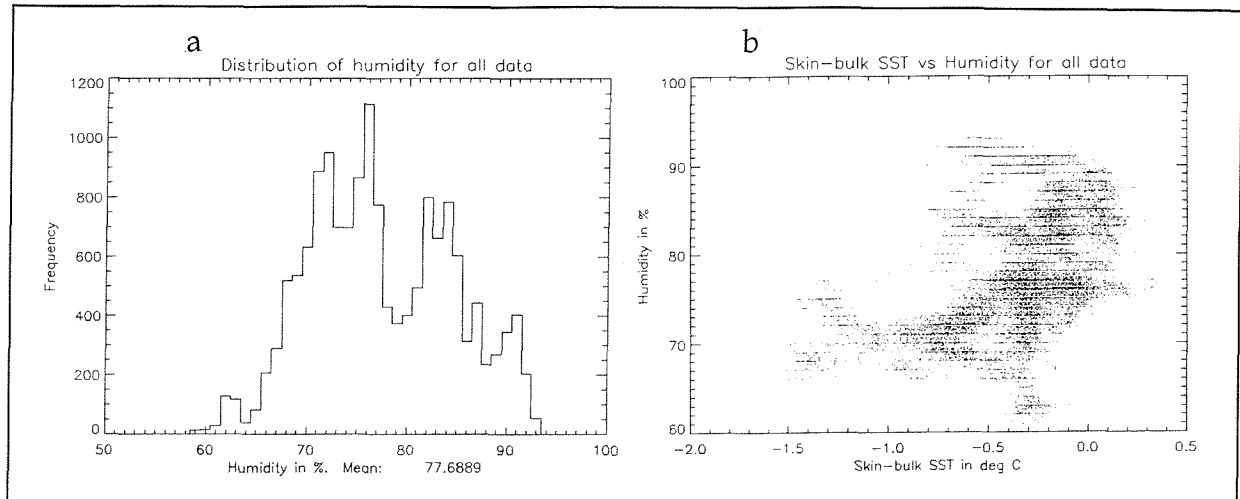 a
Distribution of humidity for all data
1200
1000
800
600
400
200
0
Frequency
50 60 70 80 90 100
Humidity in %. Mean: 77.6889
b
Skin-bulk SST vs Humidity for all data
100
90
80
70
60
Humidity in %
-2.0 -1.5 -1.0 -0.5 0.0 0.5
Skin-bulk SST in deg C